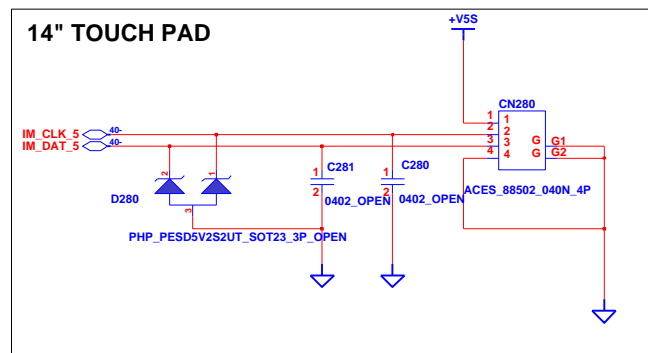 +V5S
14" TOUCH PAD
CN280
1 1
2 2
3 3 G G1
4 4 G G2
IM_CLK_5 40-
IM_DAT_5 40-
2 1 1 C281 1 C280
D280 2 0402_OPEN 2 0402_OPEN
ACES_88502_040N_4P
3
PHP_PESD5V2S2UT_SOT23_3P_OPEN